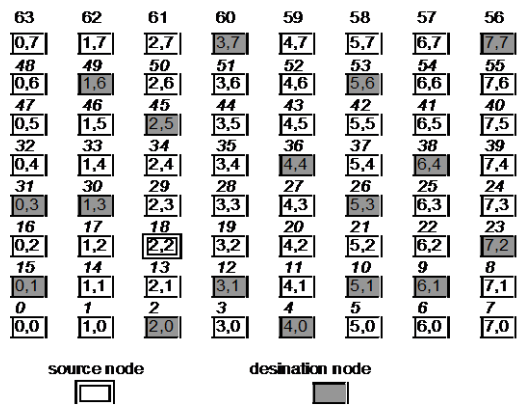 63 62 61 60 59 58 57 56
0,7 1,7 2,7 3,7 4,7 5,7 6,7 7,7
48 49 50 51 52 53 54 55
0,6 1,6 2,6 3,6 4,6 5,6 6,6 7,6
47 46 45 44 43 42 41 40
0,5 1,5 2,5 3,5 4,5 5,5 6,5 7,5
32 33 34 35 36 37 38 39
0,4 1,4 2,4 3,4 4,4 5,4 6,4 7,4
31 30 29 28 27 26 25 24
0,3 1,3 2,3 3,3 4,3 5,3 6,3 7,3
16 17 18 19 20 21 22 23
0,2 1,2 2,2 3,2 4,2 5,2 6,2 7,2
15 14 13 12 11 10 9 8
0,1 1,1 2,1 3,1 4,1 5,1 6,1 7,1
0 1 2 3 4 5 6 7
0,0 1,0 2,0 3,0 4,0 5,0 6,0 7,0
source node desination node